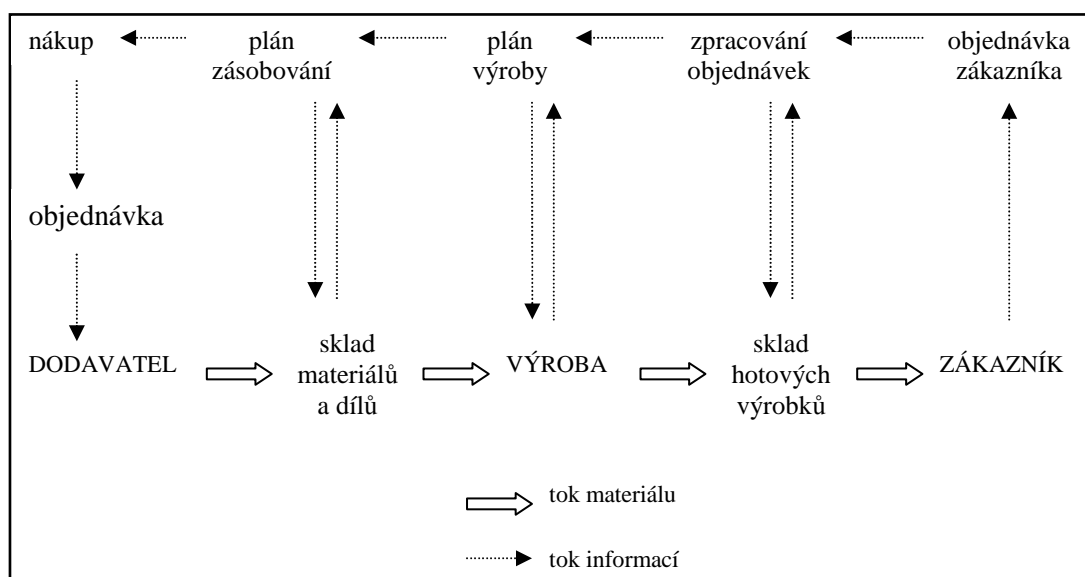 nákup
plán
zásobování
plán
výroby
zpracování
objednávek
objednávka
zákazníka
objednávka
DODAVATEL
sklad
materiálů
a dílů
VÝROBA
sklad
hotových
výrobků
ZÁKAZNÍK
tok materiálu
tok informací